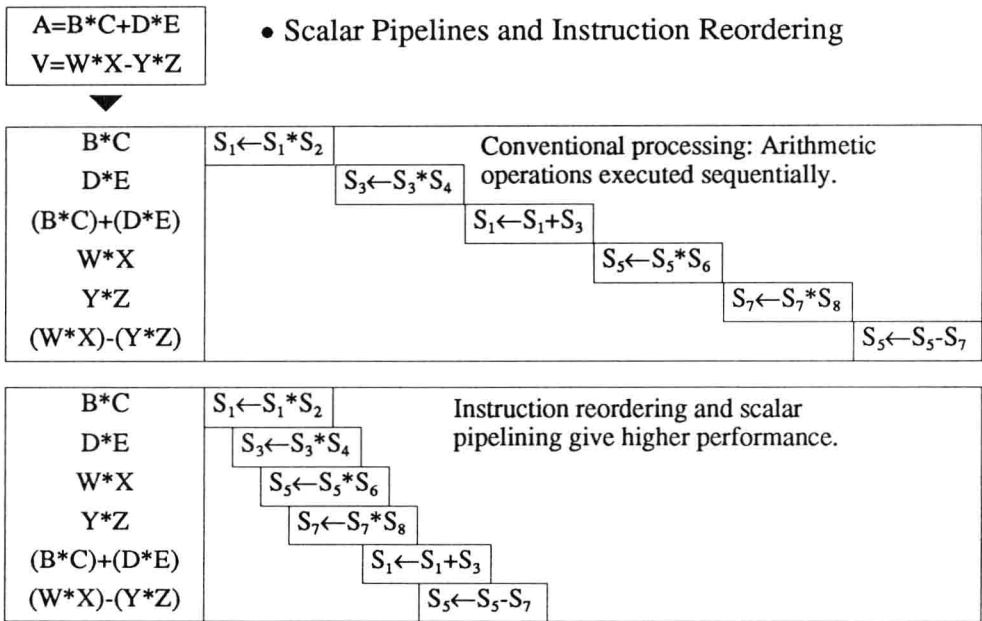 A=B*C+D*E
V=W*X-Y*Z
• Scalar Pipelines and Instruction Reordering
B*C S₁←S₁*S₂ Conventional processing: Arithmetic
D*E S₃←S₃*S₄ operations executed sequentially.
(B*C)+(D*E) S₁←S₁+S₃
W*X S₅←S₅*S₆
Y*Z S₇←S₇*S₈
(W*X)-(Y*Z) S₅←S₅-S₇
B*C S₁←S₁*S₂ Instruction reordering and scalar
D*E S₃←S₃*S₄ pipelining give higher performance.
W*X S₅←S₅*S₆
Y*Z S₇←S₇*S₈
(B*C)+(D*E) S₁←S₁+S₃
(W*X)-(Y*Z) S₅←S₅-S₇